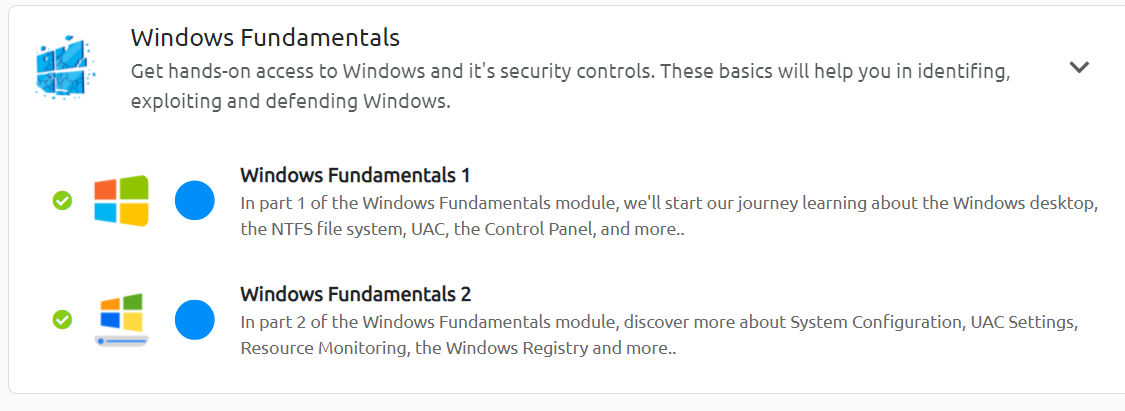 Windows Fundamentals
Get hands-on access to Windows and it's security controls. These basics will help you in identifing,
exploiting and defending Windows.
Windows Fundamentals 1
In part 1 of the Windows Fundamentals module, we'll start our journey learning about the Windows desktop,
the NTFS file system, UAC, the Control Panel, and more..
Windows Fundamentals 2
In part 2 of the Windows Fundamentals module, discover more about System Configuration, UAC Settings,
Resource Monitoring, the Windows Registry and more..